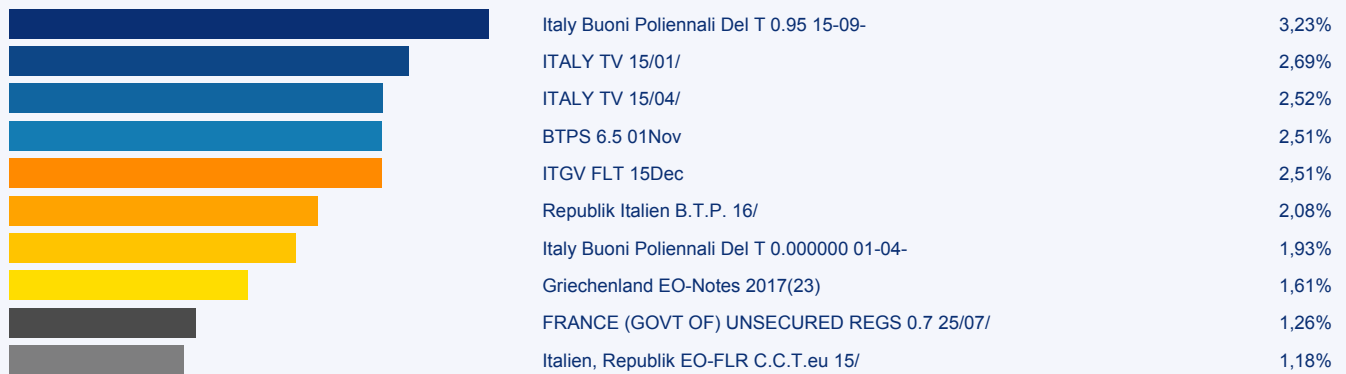 Italy Buoni Poliennali Del T 0.95 15-09- 3,23%
ITALY TV 15/01/ 2,69%
ITALY TV 15/04/ 2,52%
BTPS 6.5 01Nov 2,51%
ITGV FLT 15Dec 2,51%
Republik Italien B.T.P. 16/ 2,08%
Italy Buoni Poliennali Del T 0.000000 01-04- 1,93%
Griechenland EO-Notes 2017(23) 1,61%
FRANCE (GOVT OF) UNSECURED REGS 0.7 25/07/ 1,26%
Italien, Republik EO-FLR C.C.T.eu 15/ 1,18%